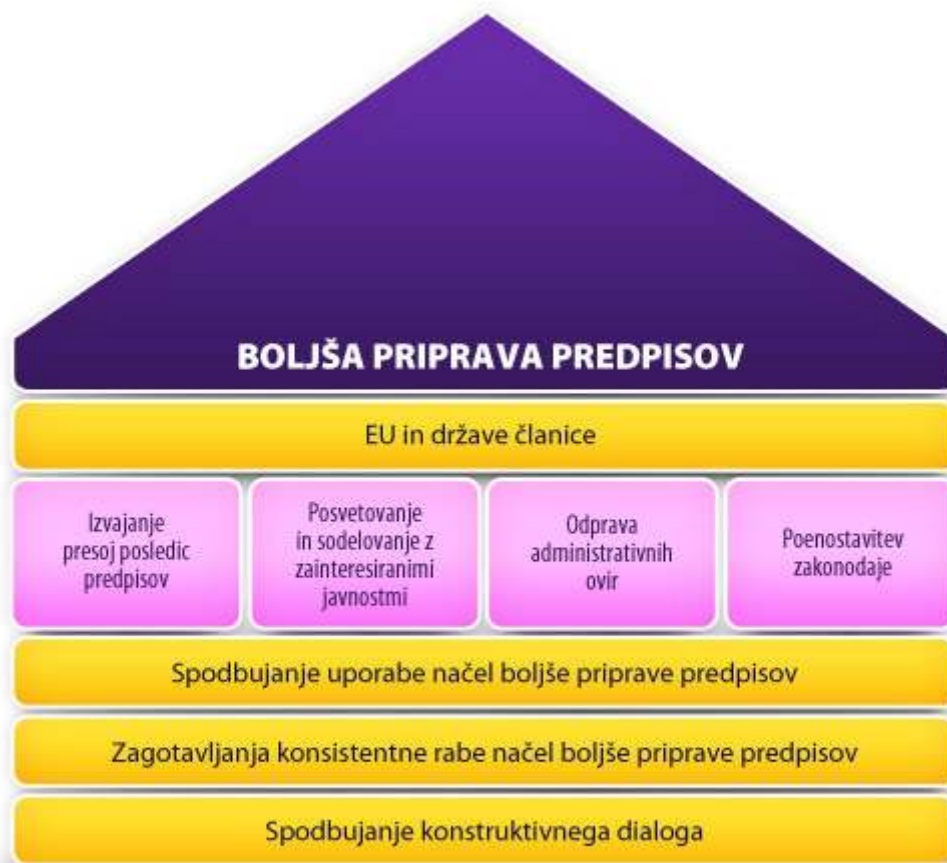 BOLJŠA PRIPRAVA PREDPISOV
EU in države članice
Izvajanje
presoj posledic
predpisov
Posvetovanje
in sodelovanje z
zainteresiranimi
javnostmi
Odprava
administrativnih
ovir
Poenostavitev
zakonodaje
Spodbujanje uporabe načel boljše priprave predpisov
Zagotavljanja konsistentne rabe načel boljše priprave predpisov
Spodbujanje konstruktivnega dialoga